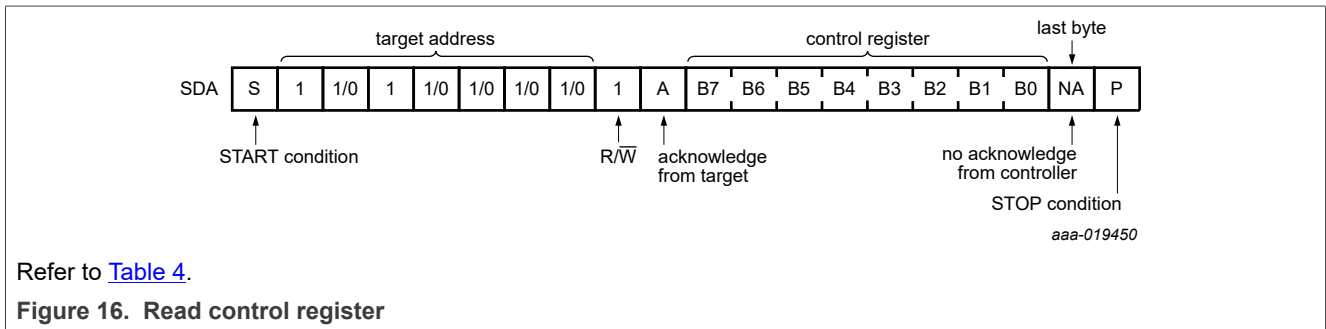 last byte
target address control register
SDA S 1 1/0 1 1/0 1/0 1/0 1/0 1 A B7 B6 B5 B4 B3 B2 B1 B0 NA P
START condition R/W̅ acknowledge from target no acknowledge from controller
STOP condition
aaa-019450
Refer to Table 4.
Figure 16. Read control register